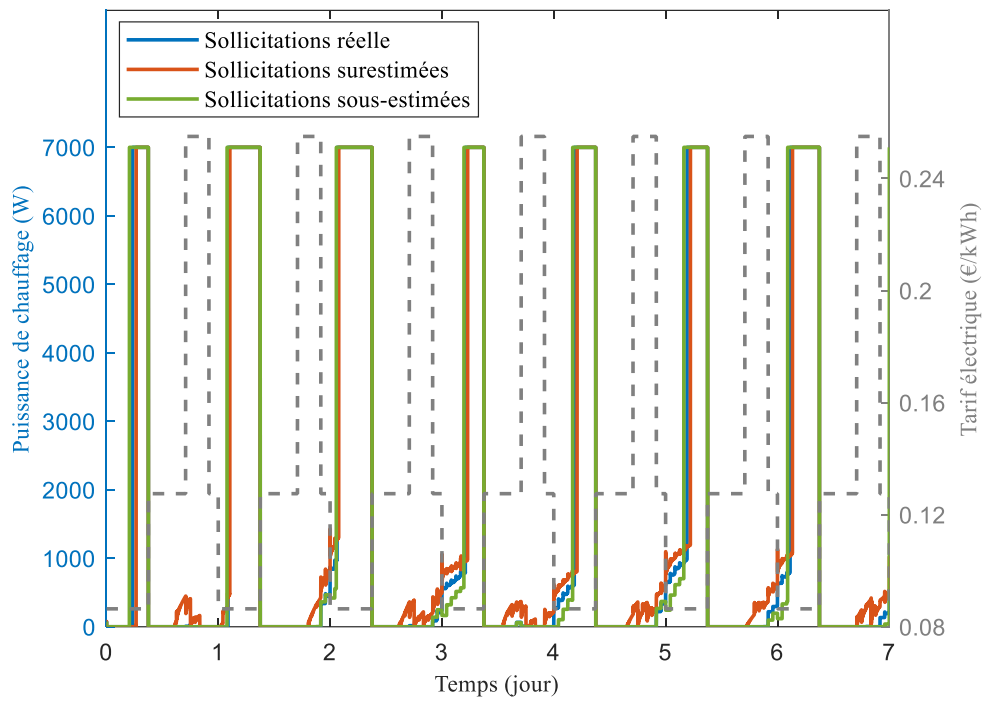 Sollicitations réelle
Sollicitations surestimées
Sollicitations sous-estimées
7000
6000
5000
4000
3000
2000
1000
0
Puissance de chauffage (W)
0.24
0.2
0.16
0.12
0.08
Tarif électrique (€/kWh)
0 1 2 3 4 5 6 7
Temps (jour)